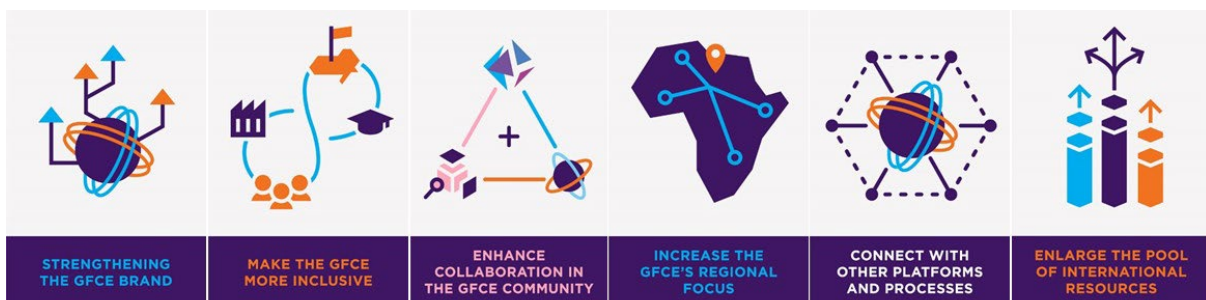 STRENGTHENING
THE GFCE BRAND
MAKE THE GFCE
MORE INCLUSIVE
ENHANCE
COLLABORATION IN
THE GFCE COMMUNITY
INCREASE THE
GFCE'S REGIONAL
FOCUS
CONNECT WITH
OTHER PLATFORMS
AND PROCESSES
ENLARGE THE POOL
OF INTERNATIONAL
RESOURCES